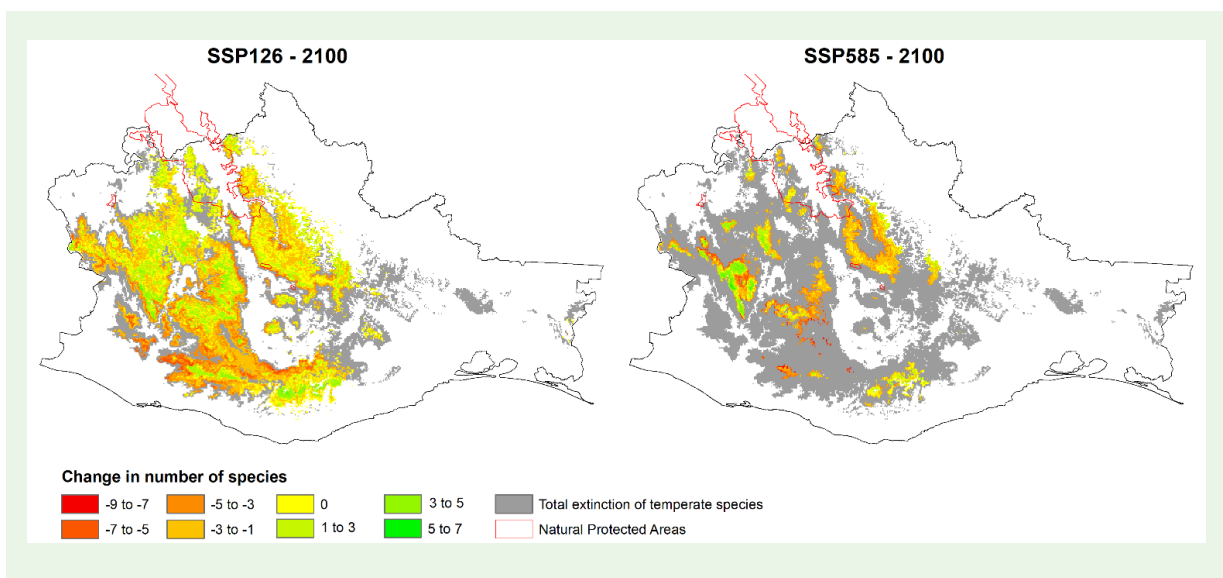 SSP126 - 2100
SSP585 - 2100
Change in number of species
-9 to -7
-5 to -3
0
3 to 5
Total extinction of temperate species
-7 to -5
-3 to -1
1 to 3
5 to 7
Natural Protected Areas